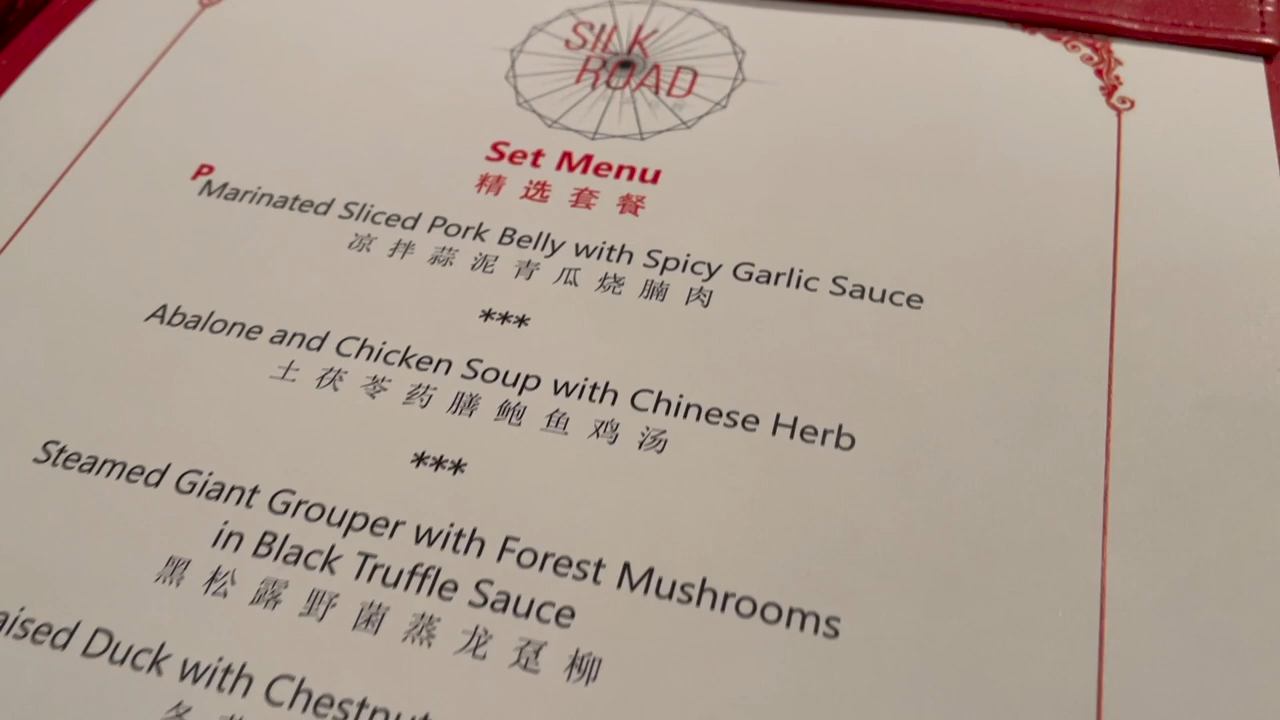 SILK
ROAD
Set Menu
精选套餐
P
Marinated Sliced Pork Belly with Spicy Garlic Sauce
凉拌蒜泥青瓜烧腩肉
***
Abalone and Chicken Soup with Chinese Herb
土茯苓药膳鲍鱼鸡汤
***
Steamed Giant Grouper with Forest Mushrooms
in Black Truffle Sauce
黑松露野菌蒸龙趸柳
Duck with Chestnut